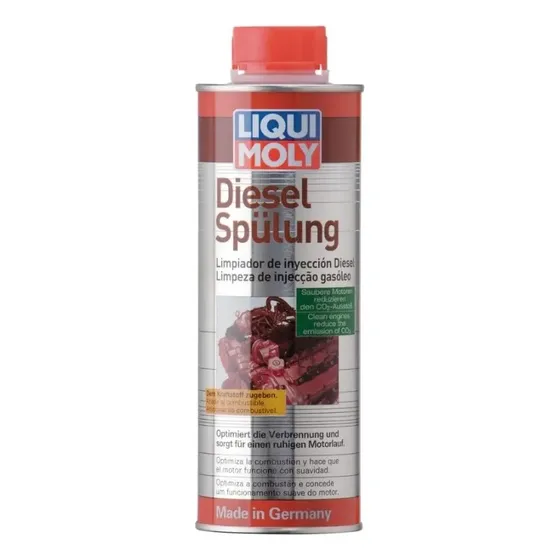 LIQUI
MOLY
Diesel
Spülung
Limpiador de inyección Diesel
Limpeza de injecção gasóleo
Saubere Motoren
reduzieren
den CO₂-Ausstoß
Clean engines
reduce the
emission of CO₂
Dem Kraftstoff zugeben.
combustible
combustível.
Optimiert die Verbrennung und
sorgt für einen ruhigen Motorlauf.
Optimiza la combustion y hace que
el motor funcione con suavidad.
Optimiza a combustão e concede
um funcionamento suave do motor.
Made in Germany